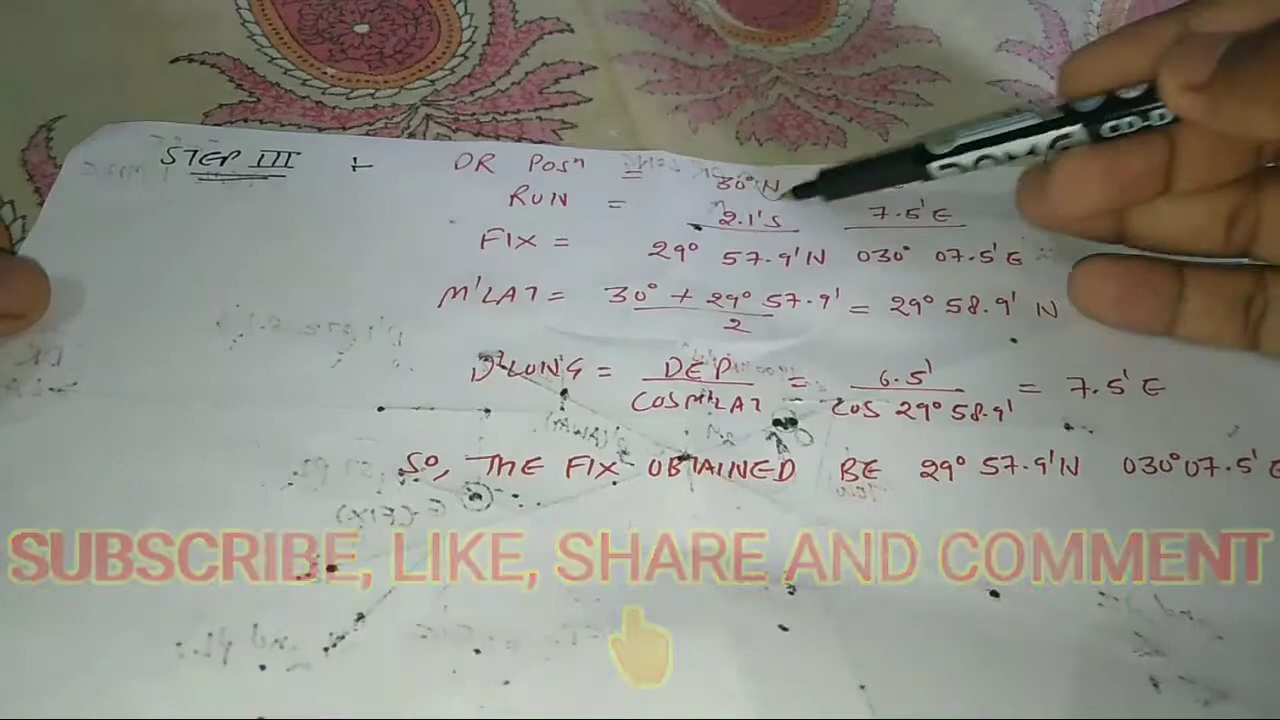 STEP III + DR POSn = 30° N
RUN = 2.1' S 7.5' E
FIX = 29° 57.9' N 030° 07.5' E
M'LAT = 30° + 29° 57.9' / 2 = 29° 58.9' N
D'LONG = DEP / COS M'LAT = 6.5' / COS 29° 58.9' = 7.5' E
SO, THE FIX OBTAINED BE 29° 57.9' N 030° 07.5' E
SUBSCRIBE, LIKE, SHARE AND COMMENT